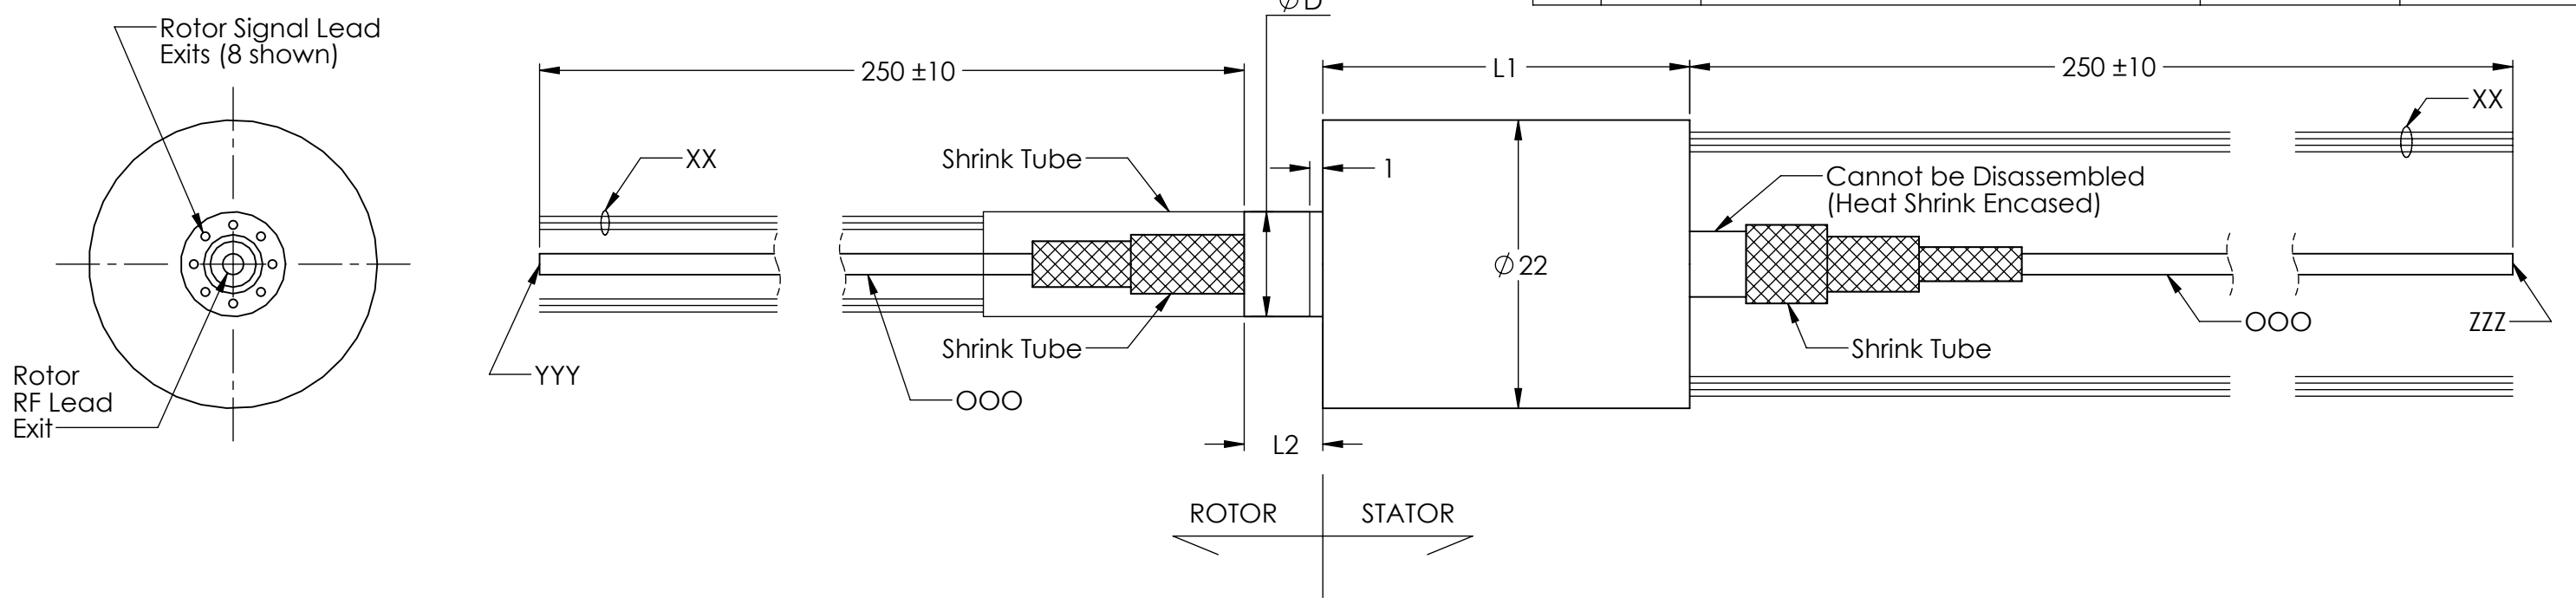 Rotor Signal Lead
Exits (8 shown)
Rotor
RF Lead
Exit
250 ±10
XX
Shrink Tube
Shrink Tube
YYY
OOO
⌀D
L1
1
⌀22
L2
250 ±10
XX
Cannot be Disassembled
(Heat Shrink Encased)
Shrink Tube
OOO
ZZZ
ROTOR
STATOR